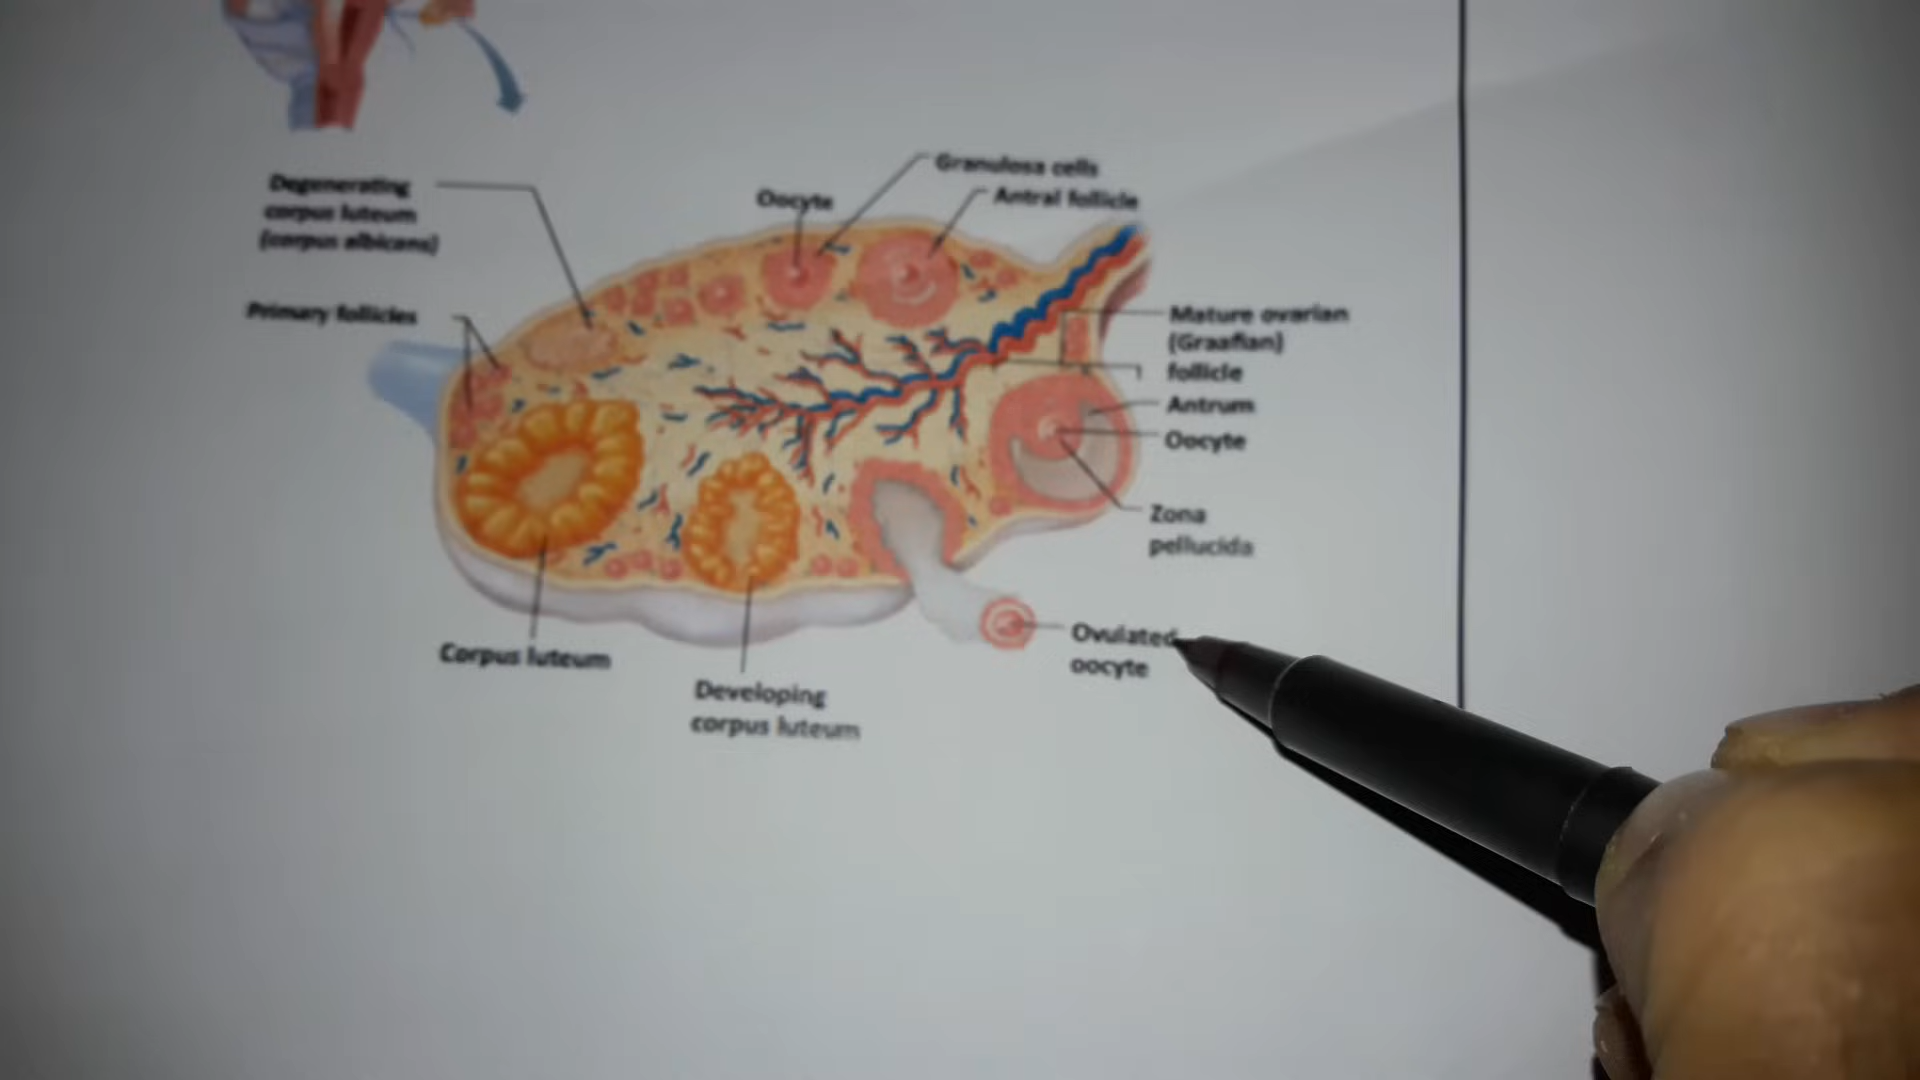 Granulosa cells
Degenerating
corpus luteum
(corpus albicans)
Oocyte
Antral follicle
Primary follicles
Mature ovarian
(Graafian)
follicle
Antrum
Oocyte
Zona
pellucida
Ovulated
oocyte
Corpus luteum
Developing
corpus luteum